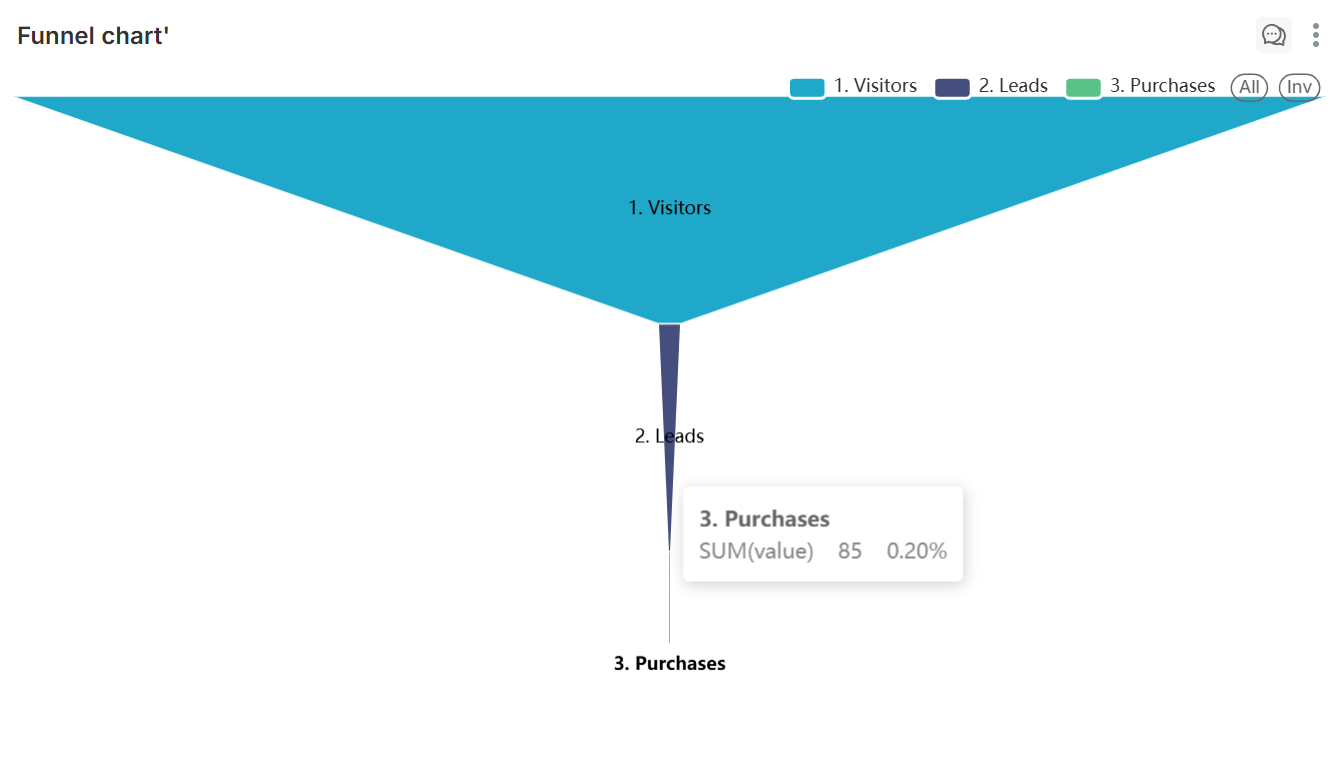 Funnel chart'
1. Visitors
2. Leads
3. Purchases
All
Inv
1. Visitors
2. Leads
3. Purchases
SUM(value) 85 0.20%
3. Purchases